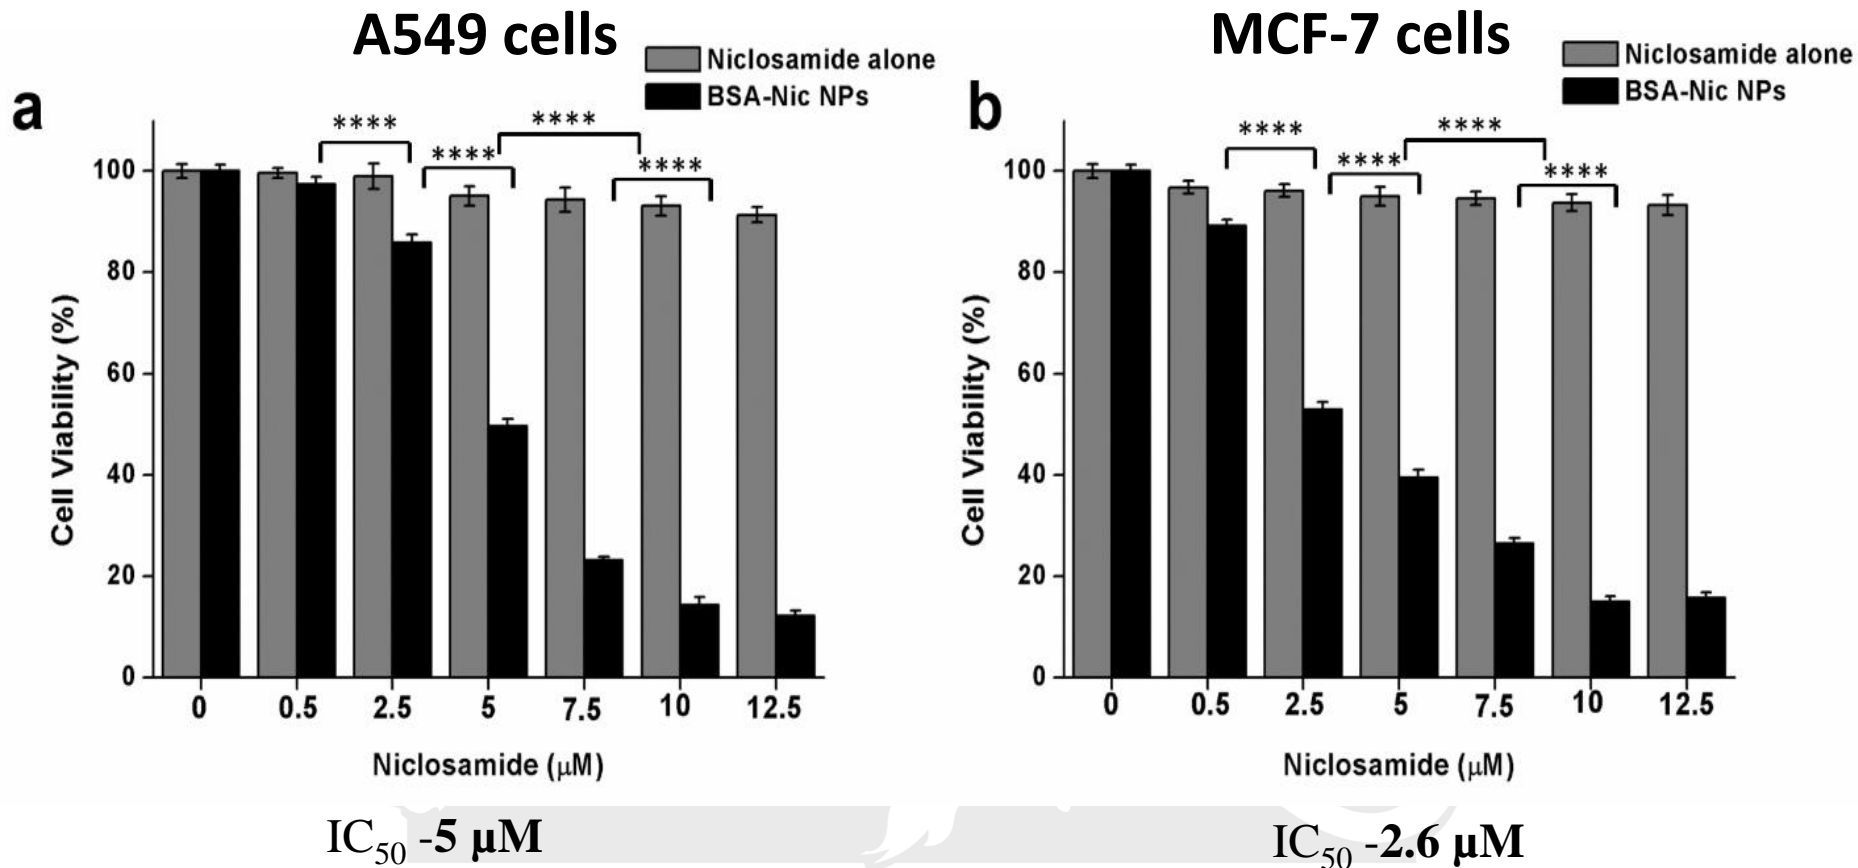 A549 cells
Niclosamide alone
BSA-Nic NPs
a
****
****
****
****
100
80
60
40
20
0
Cell Viability (%)
0 0.5 2.5 5 7.5 10 12.5
Niclosamide (μM)
IC50 -5 μM
MCF-7 cells
Niclosamide alone
BSA-Nic NPs
b
****
****
****
****
100
80
60
40
20
0
Cell Viability (%)
0 0.5 2.5 5 7.5 10 12.5
Niclosamide (μM)
IC50 -2.6 μM